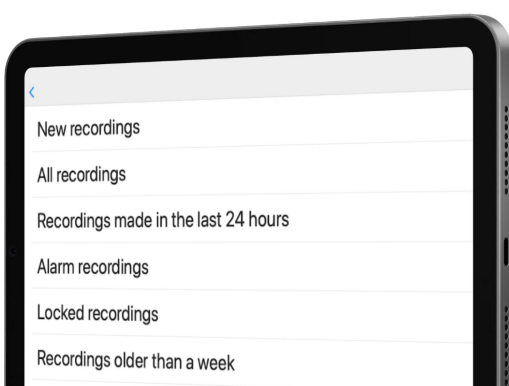 New recordings
All recordings
Recordings made in the last 24 hours
Alarm recordings
Locked recordings
Recordings older than a week